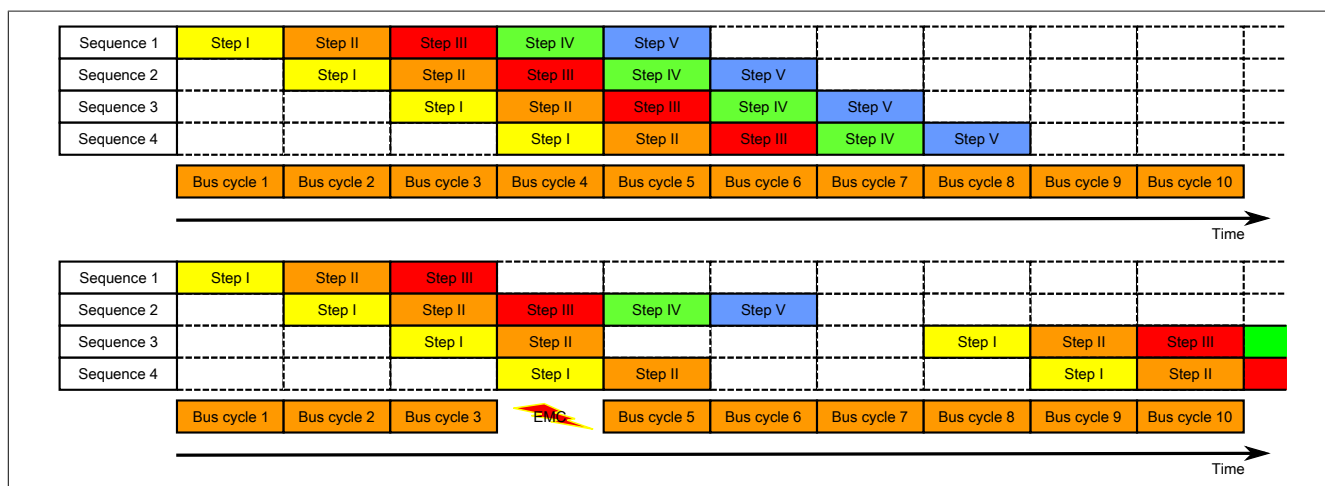 Sequence 1 Step I Step II Step III Step IV Step V
Sequence 2 Step I Step II Step III Step IV Step V
Sequence 3 Step I Step II Step III Step IV Step V
Sequence 4 Step I Step II Step III Step IV Step V
Bus cycle 1 Bus cycle 2 Bus cycle 3 Bus cycle 4 Bus cycle 5 Bus cycle 6 Bus cycle 7 Bus cycle 8 Bus cycle 9 Bus cycle 10
Time
Sequence 1 Step I Step II Step III
Sequence 2 Step I Step II Step III Step IV Step V
Sequence 3 Step I Step II Step I Step II Step III
Sequence 4 Step I Step II Step I Step II
Bus cycle 1 Bus cycle 2 Bus cycle 3 EMC Bus cycle 5 Bus cycle 6 Bus cycle 7 Bus cycle 8 Bus cycle 9 Bus cycle 10
Time